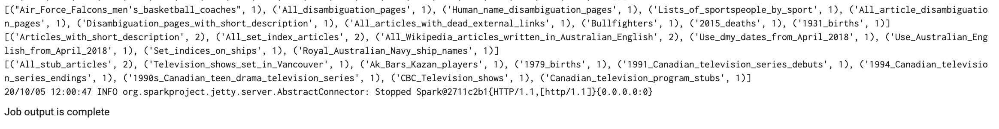 [("Air_Force_Falcons_men's_basketball_coaches", 1), ('All_disambiguation_pages', 1), ('Human_name_disambiguation_pages', 1), ('Lists_of_sportspeople_by_sport', 1), ('All_article_disambiguatio
n_pages', 1), ('Disambiguation_pages_with_short_description', 1), ('All_articles_with_dead_external_links', 1), ('Bullfighters', 1), ('2015_deaths', 1), ('1931_births', 1)]
[('Articles_with_short_description', 2), ('All_set_index_articles', 2), ('All_Wikipedia_articles_written_in_Australian_English', 2), ('Use_dmy_dates_from_April_2018', 1), ('Use_Australian_Eng
lish_from_April_2018', 1), ('Set_indices_on_ships', 1), ('Royal_Australian_Navy_ship_names', 1)]
[('All_stub_articles', 2), ('Television_shows_set_in_Vancouver', 1), ('Ak_Bars_Kazan_players', 1), ('1979_births', 1), ('1991_Canadian_television_series_debuts', 1), ('1994_Canadian_televisio
n_series_endings', 1), ('1990s_Canadian_teen_drama_television_series', 1), ('CBC_Television_shows', 1), ('Canadian_television_program_stubs', 1)]
20/10/05 12:00:47 INFO org.sparkproject.jetty.server.AbstractConnector: Stopped Spark@2711c2b1{HTTP/1.1,[http/1.1]}{0.0.0.0:0}
Job output is complete